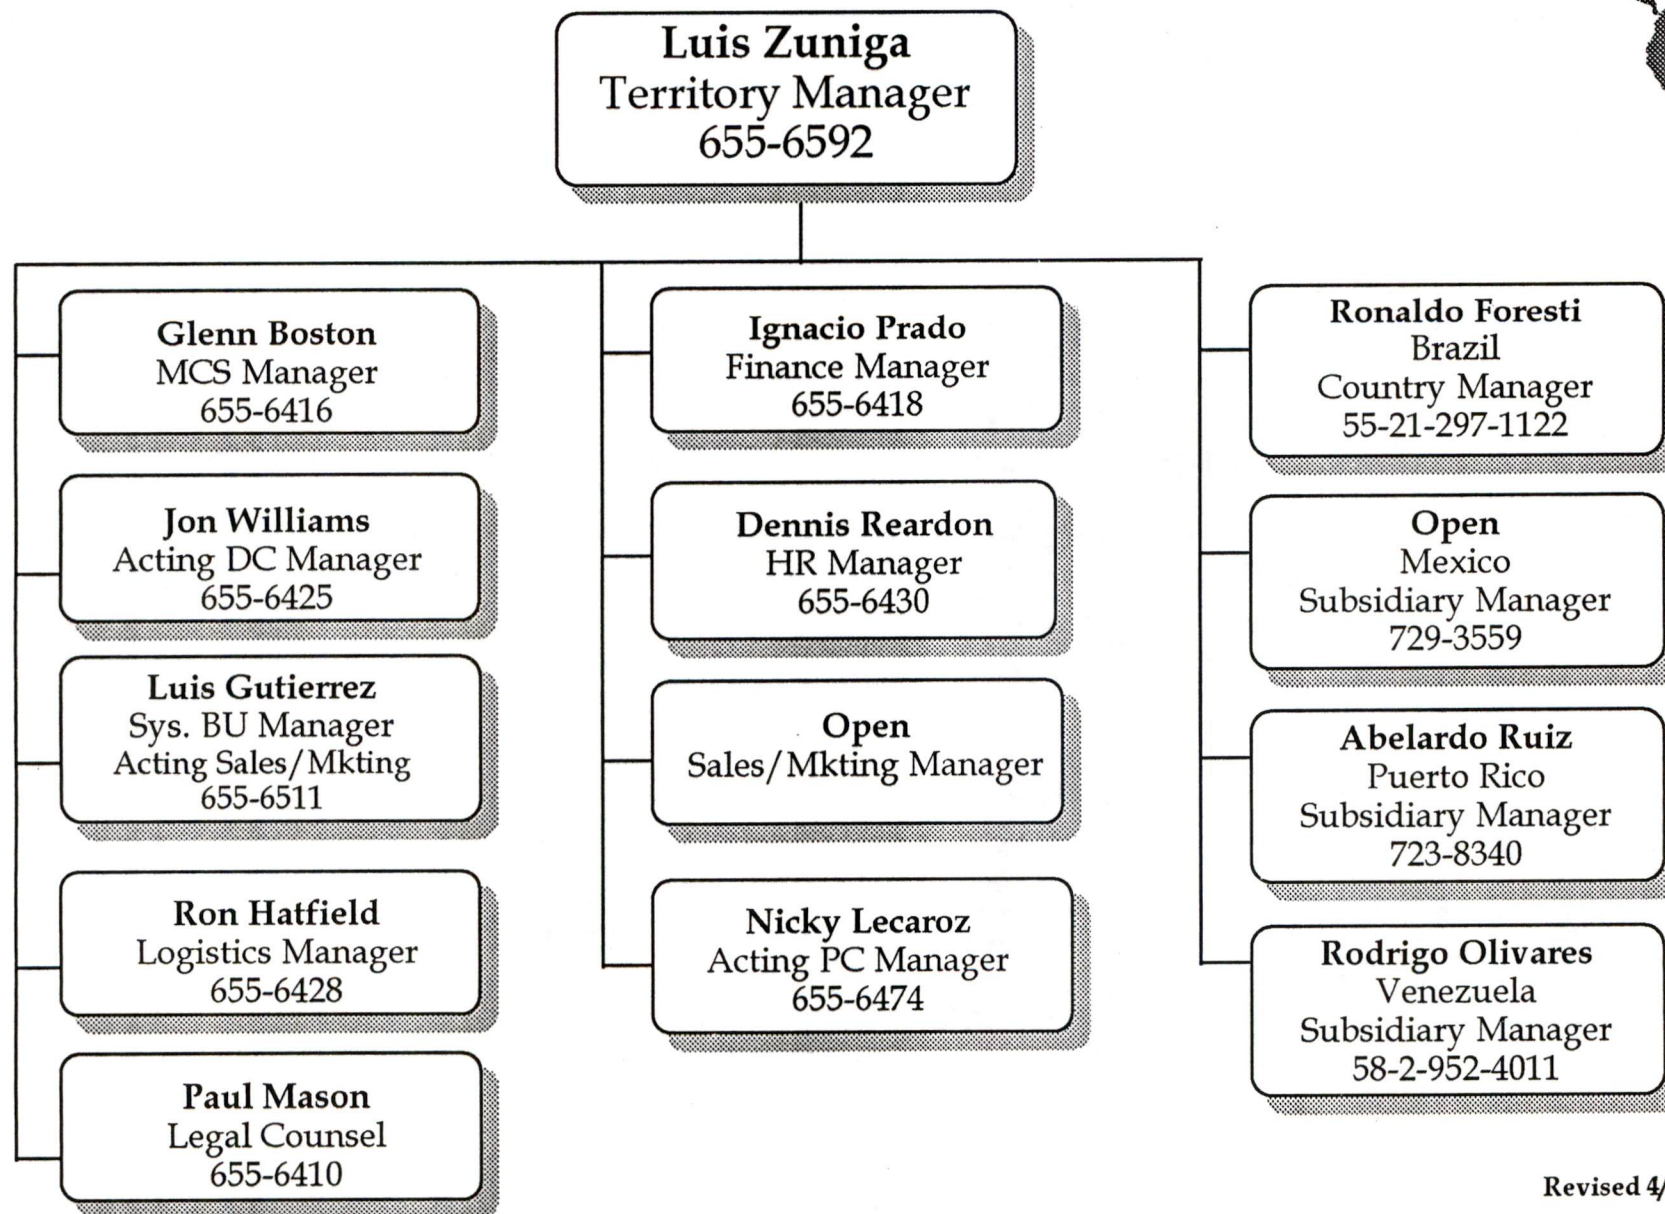 Luis Zuniga
Territory Manager
655-6592
Glenn Boston
MCS Manager
655-6416
Jon Williams
Acting DC Manager
655-6425
Luis Gutierrez
Sys. BU Manager
Acting Sales/Mkting
655-6511
Ron Hatfield
Logistics Manager
655-6428
Paul Mason
Legal Counsel
655-6410
Ignacio Prado
Finance Manager
655-6418
Dennis Reardon
HR Manager
655-6430
Open
Sales/Mkting Manager
Nicky Lecaroz
Acting PC Manager
655-6474
Ronaldo Foresti
Brazil
Country Manager
55-21-297-1122
Open
Mexico
Subsidiary Manager
729-3559
Abelardo Ruiz
Puerto Rico
Subsidiary Manager
723-8340
Rodrigo Olivares
Venezuela
Subsidiary Manager
58-2-952-4011
Revised 4/